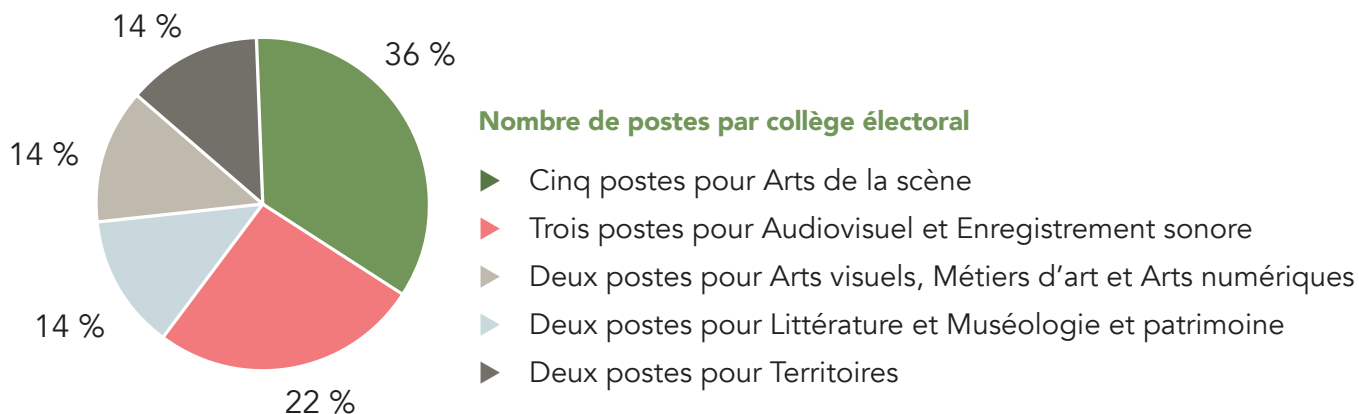 14 %
36 %
14 %
14 %
22 %
Nombre de postes par collège électoral
Cinq postes pour Arts de la scène
Trois postes pour Audiovisuel et Enregistrement sonore
Deux postes pour Arts visuels, Métiers d’art et Arts numériques
Deux postes pour Littérature et Muséologie et patrimoine
Deux postes pour Territoires